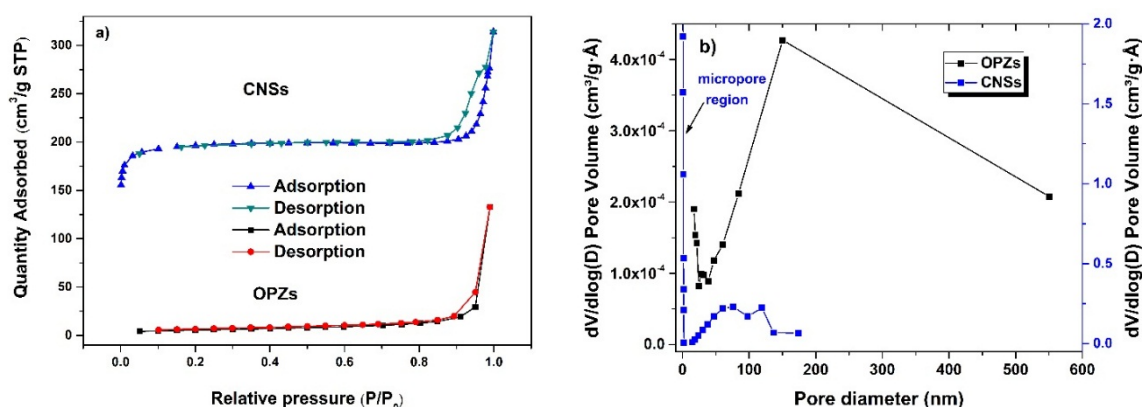 a)
300
250
200
150
100
50
0
Quantity Adsorbed (cm³/g STP)
CNSs
Adsorption
Desorption
Adsorption
Desorption
OPZs
0.0 0.2 0.4 0.6 0.8 1.0
Relative pressure (P/P₀)
b)
4.0x10⁻⁴
3.0x10⁻⁴
2.0x10⁻⁴
1.0x10⁻⁴
0.0
dV/dlog(D) Pore Volume (cm³/g·Å)
micropore
region
OPZs
CNSs
2.0
1.5
1.0
0.5
0.0
dV/dlog(D) Pore Volume (cm³/g·Å)
0 50 100 150 200 300 400 500 600
Pore diameter (nm)